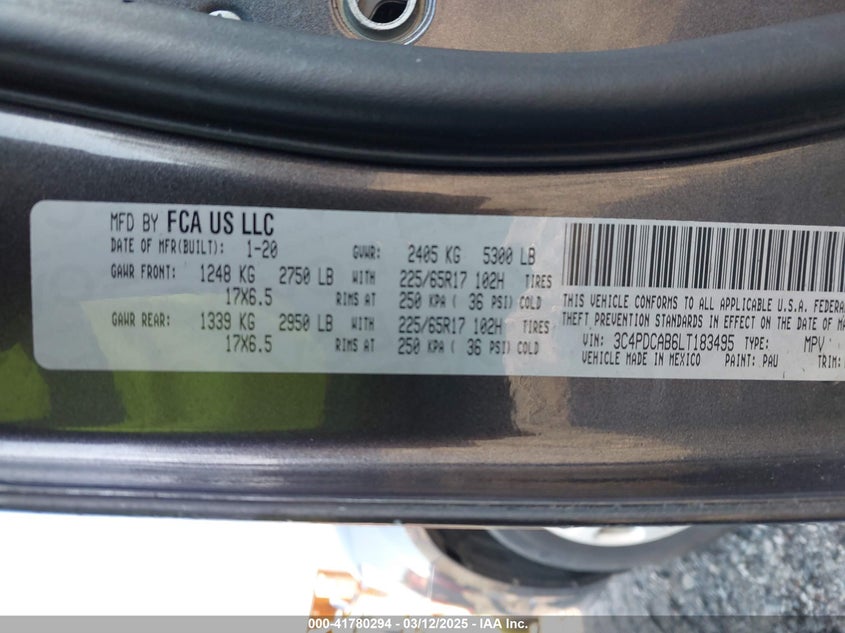 MFD BY FCA US LLC
DATE OF MFR(BUILT): 1-20 GVWR: 2405 KG 5300 LB
GAWR FRONT: 1248 KG 2750 LB WITH 225/65R17 102H TIRES
17X6.5 RIMS AT 250 KPA ( 36 PSI) COLD
GAWR REAR: 1339 KG 2950 LB WITH 225/65R17 102H TIRES
17X6.5 RIMS AT 250 KPA ( 36 PSI) COLD
THIS VEHICLE CONFORMS TO ALL APPLICABLE U.S.A. FEDERA
THEFT PREVENTION STANDARDS IN EFFECT ON THE DATE OF MA
VIN: 3C4PDCAB6LT183495 TYPE: MPV
VEHICLE MADE IN MEXICO PAINT: PAU TRIM:
000-41780294 - 03/12/2025 - © IAA Inc.